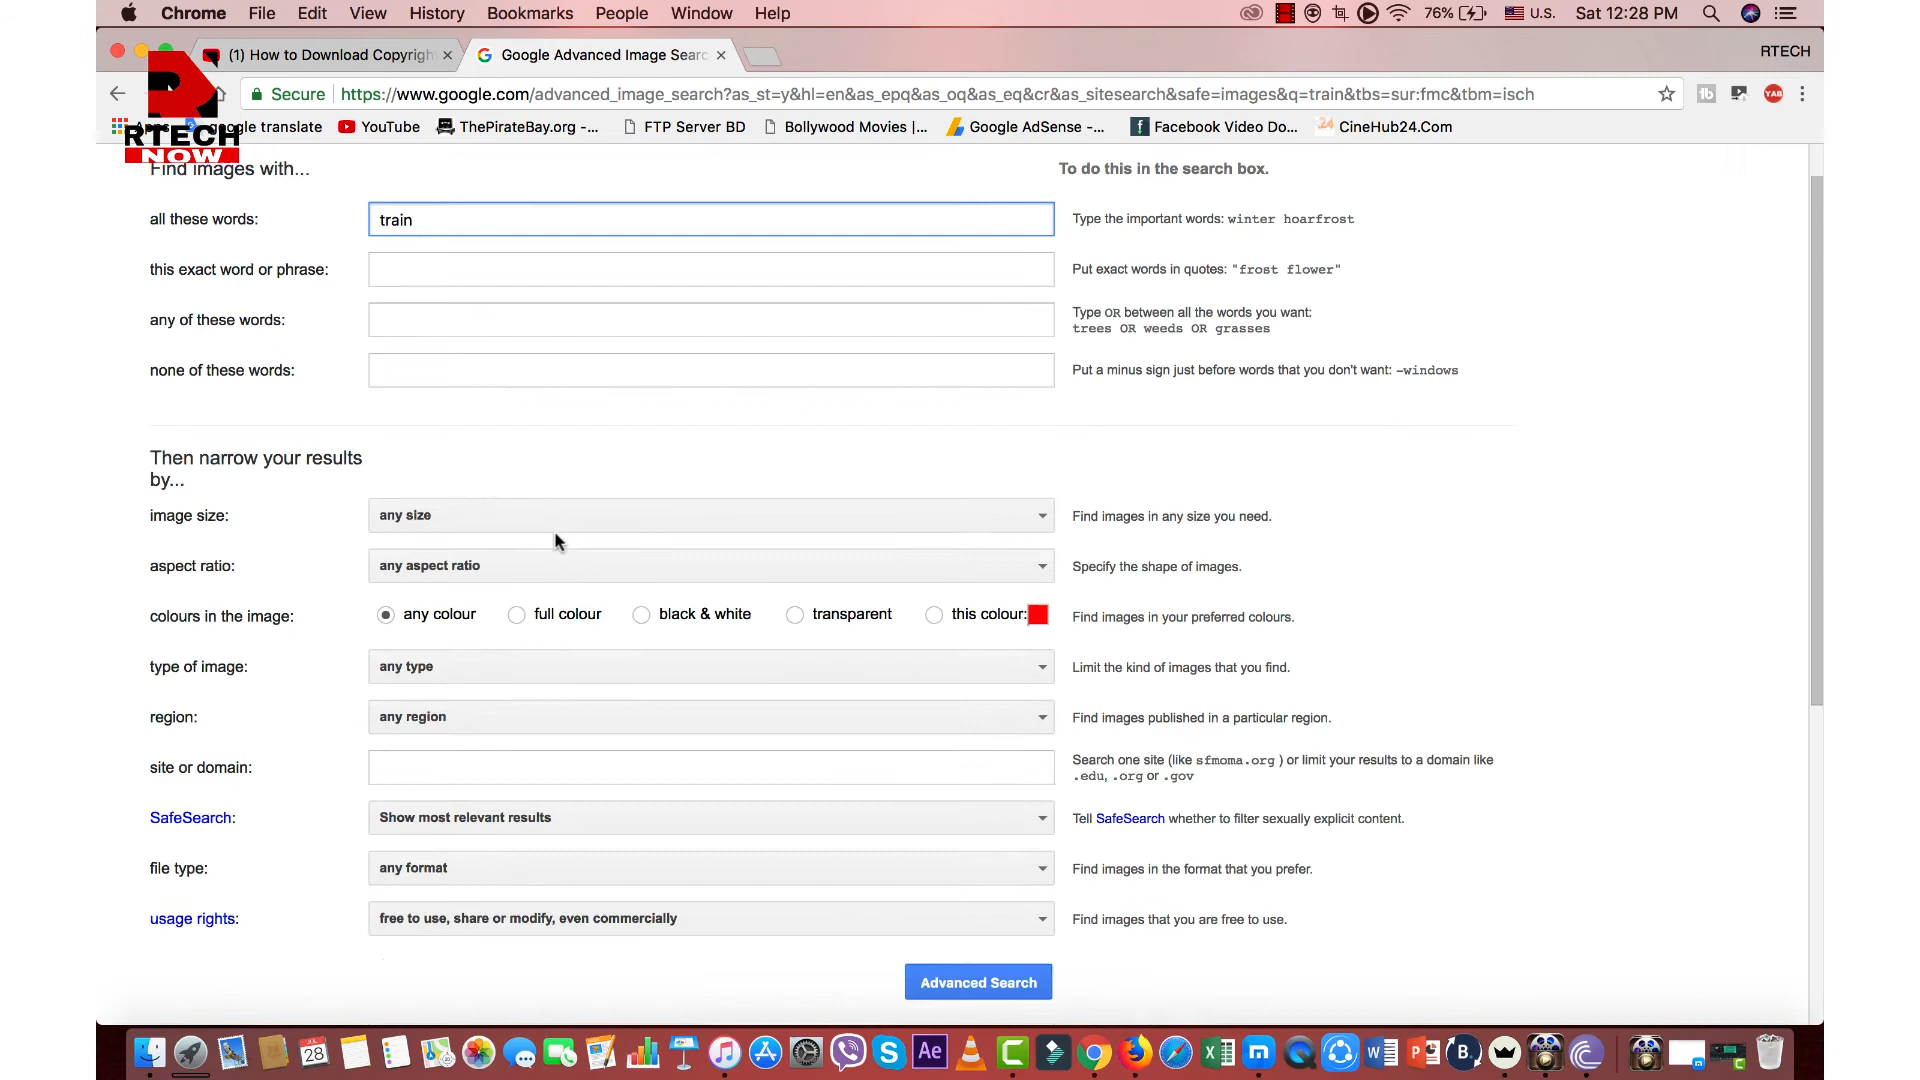 Chrome File Edit View History Bookmarks People Window Help 76% U.S. Sat 12:28 PM
(1) How to Download Copyrigh Google Advanced Image Searc RTECH
Secure https://www.google.com/advanced_image_search?as_st=y&hl=en&as_epq&as_oq&as_eq&cr&as_sitesearch&safe=images&q=train&tbs=sur:fmc&tbm=isch
Apps google translate YouTube ThePirateBay.org -... FTP Server BD Bollywood Movies |... Google AdSense -... Facebook Video Do... CineHub24.Com
RTECH
NOW
Find images with... To do this in the search box.
all these words: train Type the important words: winter hoarfrost
this exact word or phrase: Put exact words in quotes: "frost flower"
any of these words: Type OR between all the words you want:
trees OR weeds OR grasses
none of these words: Put a minus sign just before words that you don't want: -windows
Then narrow your results
by...
image size: any size Find images in any size you need.
aspect ratio: any aspect ratio Specify the shape of images.
colours in the image: any colour full colour black & white transparent this colour: Find images in your preferred colours.
type of image: any type Limit the kind of images that you find.
region: any region Find images published in a particular region.
site or domain: Search one site (like sfmoma.org ) or limit your results to a domain like
.edu, .org or .gov
SafeSearch: Show most relevant results Tell SafeSearch whether to filter sexually explicit content.
file type: any format Find images in the format that you prefer.
usage rights: free to use, share or modify, even commercially Find images that you are free to use.
Advanced Search
JUL
28
Ae